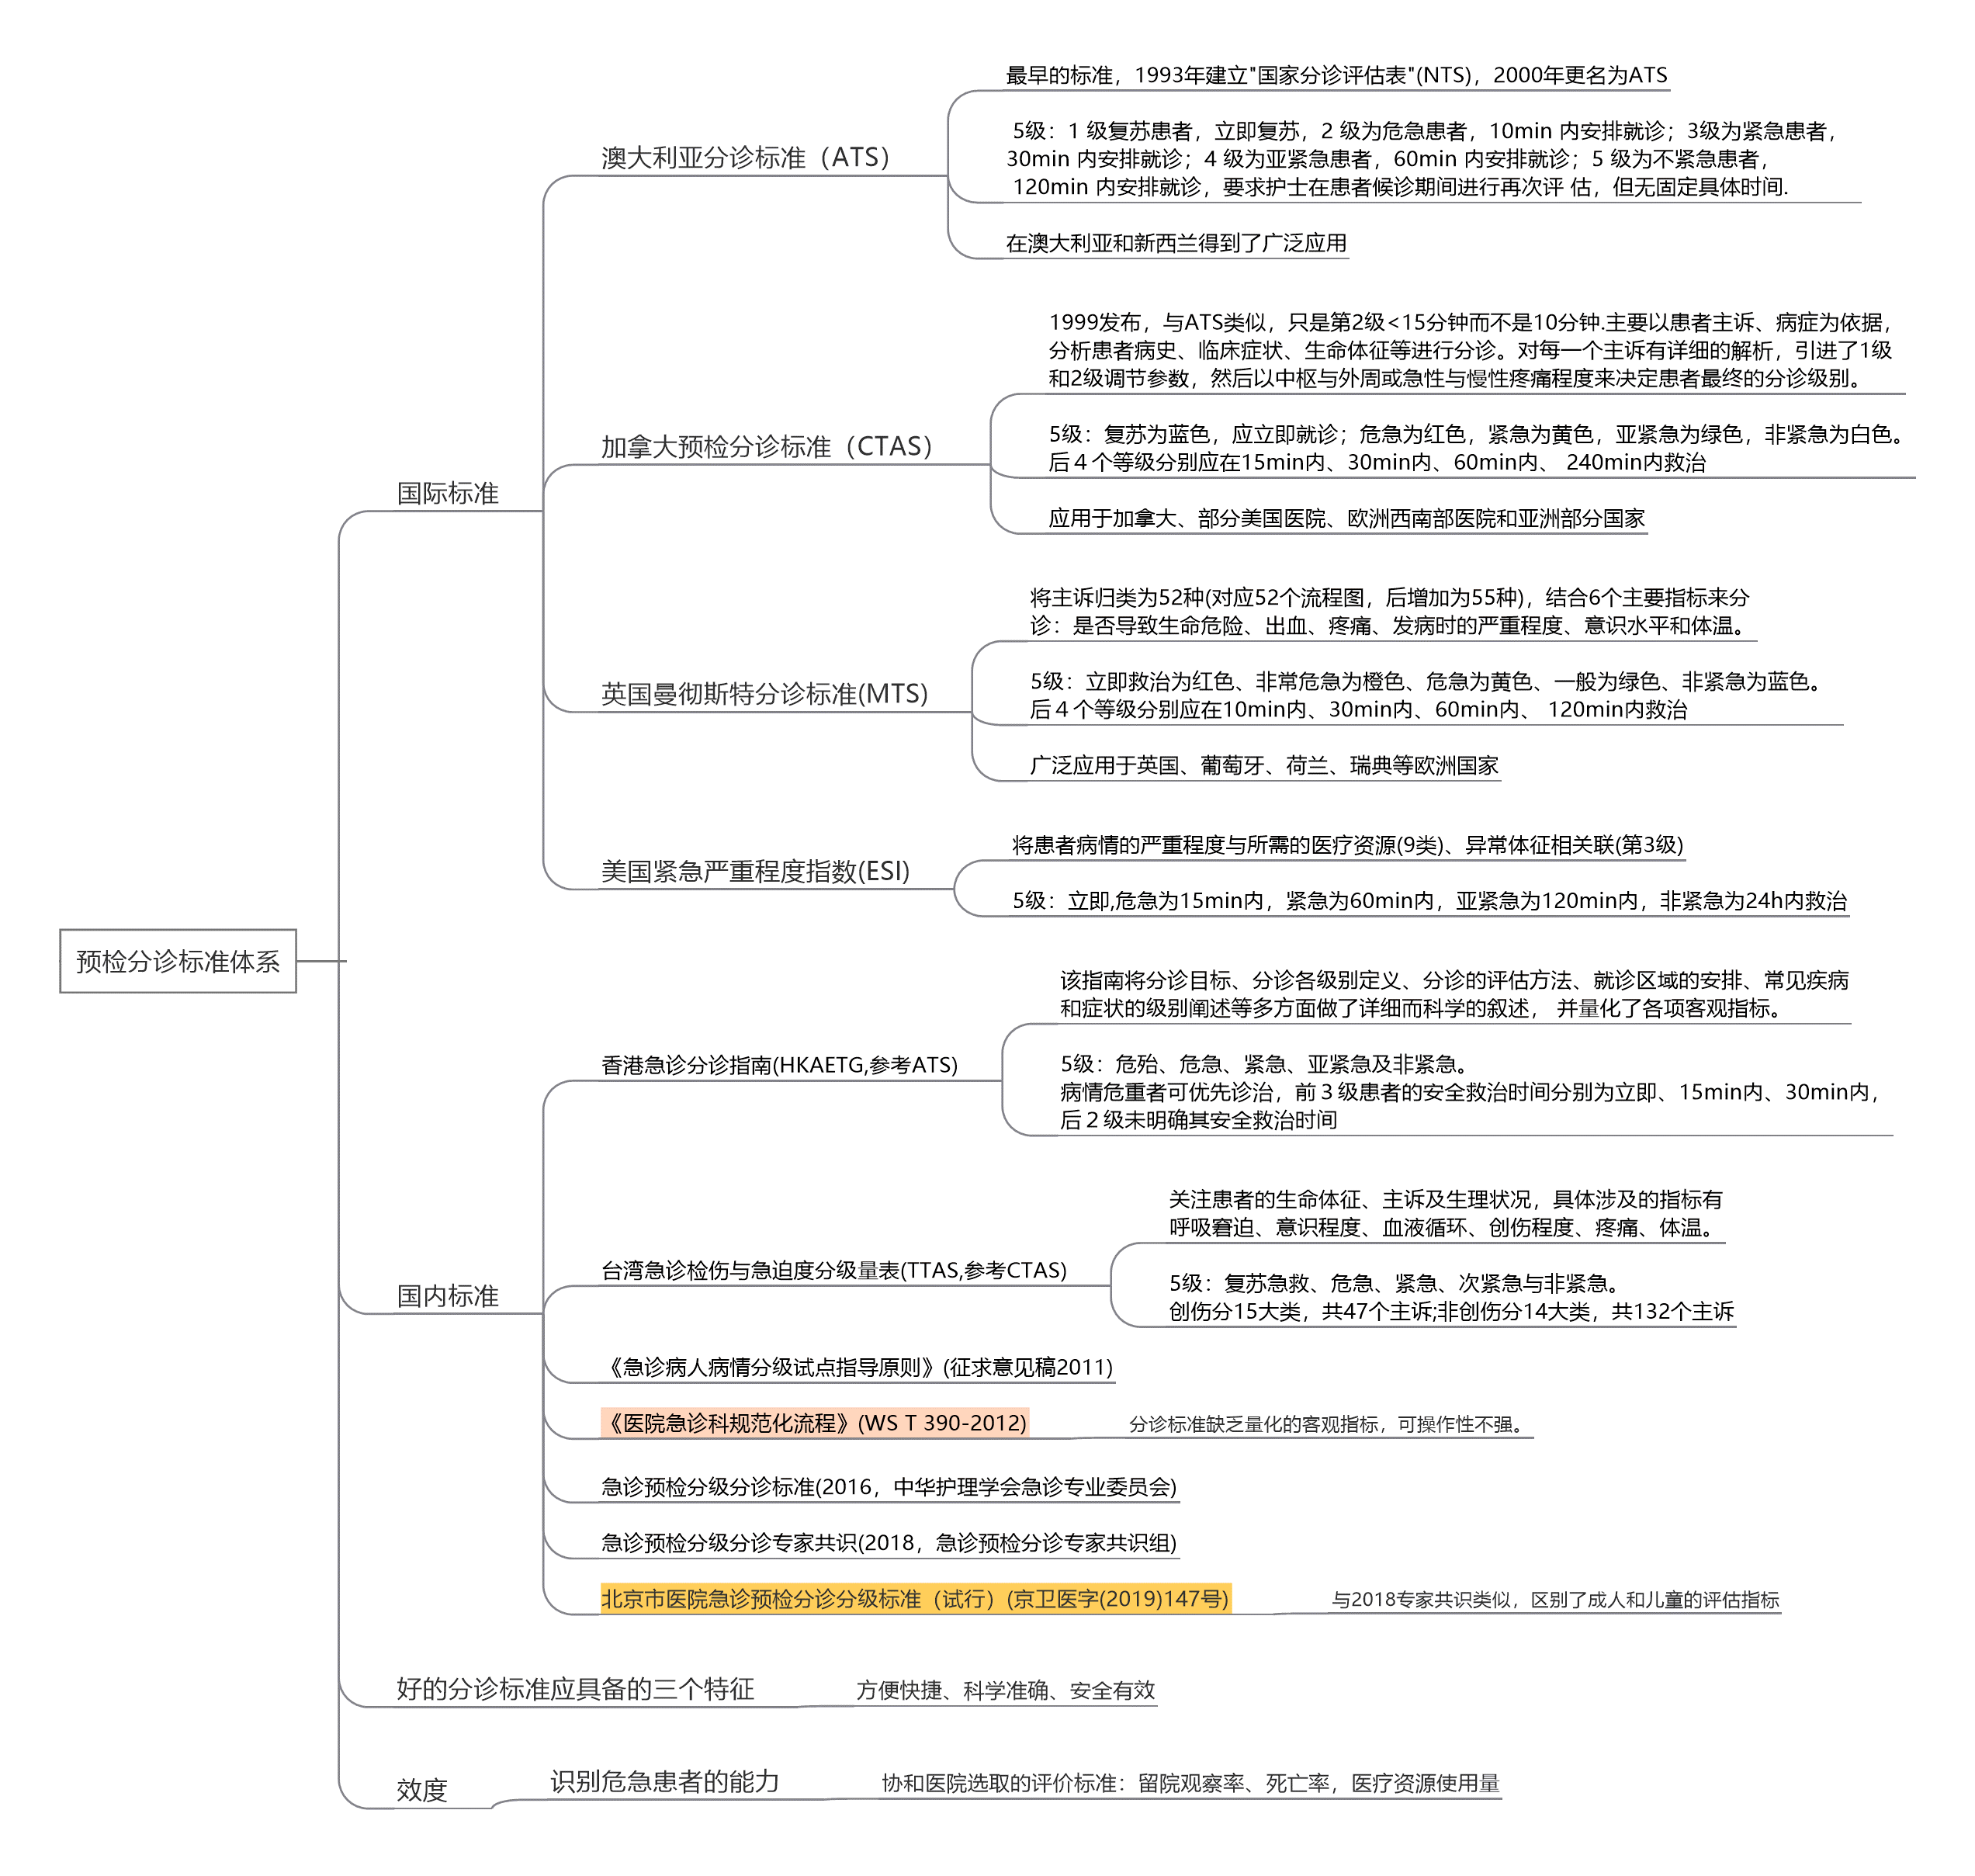 预检分诊标准体系
国际标准
澳大利亚分诊标准（ATS）
最早的标准，1993年建立"国家分诊评估表"(NTS)，2000年更名为ATS
5级：1 级复苏患者，立即复苏，2 级为危急患者，10min 内安排就诊；3级为紧急患者，
30min 内安排就诊；4 级为亚紧急患者，60min 内安排就诊；5 级为不紧急患者，
120min 内安排就诊，要求护士在患者候诊期间进行再次评 估，但无固定具体时间.
在澳大利亚和新西兰得到了广泛应用
加拿大预检分诊标准（CTAS）
1999发布，与ATS类似，只是第2级<15分钟而不是10分钟.主要以患者主诉、病症为依据，
分析患者病史、临床症状、生命体征等进行分诊。对每一个主诉有详细的解析，引进了1级
和2级调节参数，然后以中枢与外周或急性与慢性疼痛程度来决定患者最终的分诊级别。
5级：复苏为蓝色，应立即就诊；危急为红色，紧急为黄色，亚紧急为绿色，非紧急为白色。
后４个等级分别应在15min内、30min内、60min内、 240min内救治
应用于加拿大、部分美国医院、欧洲西南部医院和亚洲部分国家
英国曼彻斯特分诊标准(MTS)
将主诉归类为52种(对应52个流程图，后增加为55种)，结合6个主要指标来分
诊：是否导致生命危险、出血、疼痛、发病时的严重程度、意识水平和体温。
5级：立即救治为红色、非常危急为橙色、危急为黄色、一般为绿色、非紧急为蓝色。
后４个等级分别应在10min内、30min内、60min内、 120min内救治
广泛应用于英国、葡萄牙、荷兰、瑞典等欧洲国家
美国紧急严重程度指数(ESI)
将患者病情的严重程度与所需的医疗资源(9类)、异常体征相关联(第3级)
5级：立即,危急为15min内，紧急为60min内，亚紧急为120min内，非紧急为24h内救治
国内标准
香港急诊分诊指南(HKAETG,参考ATS)
该指南将分诊目标、分诊各级别定义、分诊的评估方法、就诊区域的安排、常见疾病
和症状的级别阐述等多方面做了详细而科学的叙述， 并量化了各项客观指标。
5级：危殆、危急、紧急、亚紧急及非紧急。
病情危重者可优先诊治，前３级患者的安全救治时间分别为立即、15min内、30min内，
后２级未明确其安全救治时间
台湾急诊检伤与急迫度分级量表(TTAS,参考CTAS)
关注患者的生命体征、主诉及生理状况，具体涉及的指标有
呼吸窘迫、意识程度、血液循环、创伤程度、疼痛、体温。
5级：复苏急救、危急、紧急、次紧急与非紧急。
创伤分15大类，共47个主诉;非创伤分14大类，共132个主诉
《急诊病人病情分级试点指导原则》(征求意见稿2011)
《医院急诊科规范化流程》(WS T 390-2012)
分诊标准缺乏量化的客观指标，可操作性不强。
急诊预检分级分诊标准(2016，中华护理学会急诊专业委员会)
急诊预检分级分诊专家共识(2018，急诊预检分诊专家共识组)
北京市医院急诊预检分诊分级标准（试行）(京卫医字(2019)147号)
与2018专家共识类似，区别了成人和儿童的评估指标
好的分诊标准应具备的三个特征
方便快捷、科学准确、安全有效
效度
识别危急患者的能力
协和医院选取的评价标准：留院观察率、死亡率，医疗资源使用量